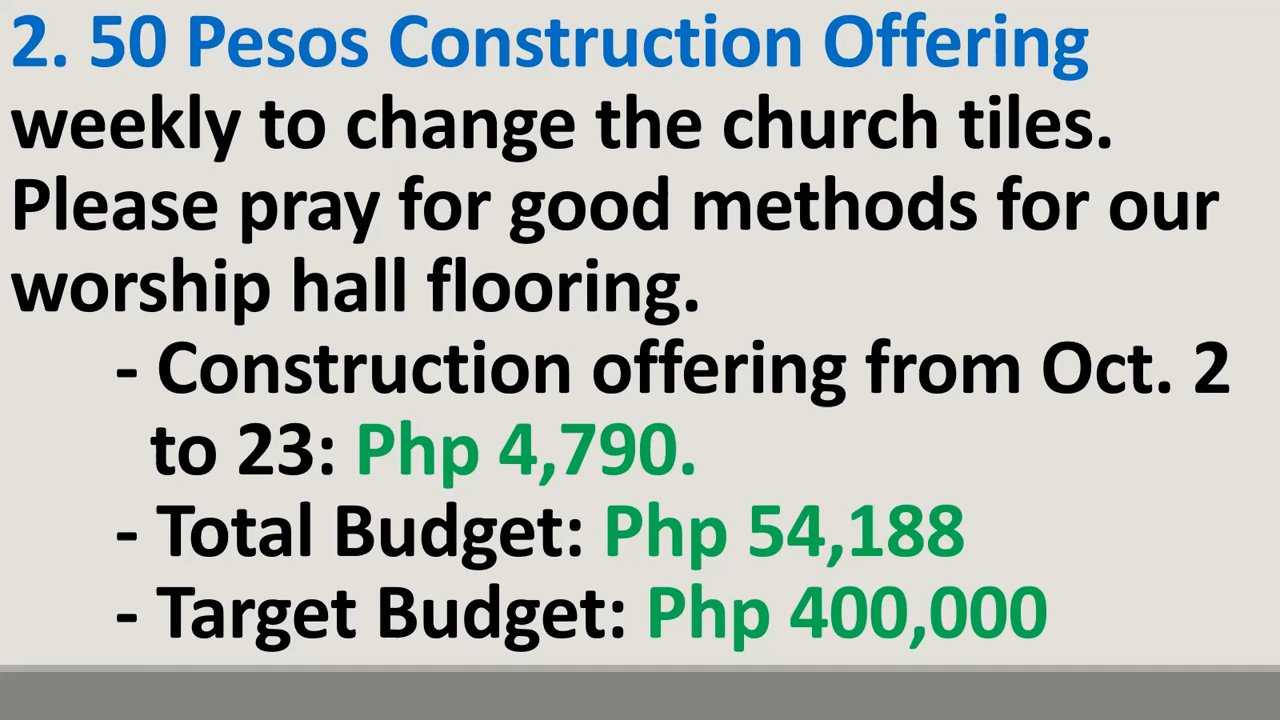 2. 50 Pesos Construction Offering
weekly to change the church tiles.
Please pray for good methods for our
worship hall flooring.
- Construction offering from Oct. 2
to 23: Php 4,790.
- Total Budget: Php 54,188
- Target Budget: Php 400,000